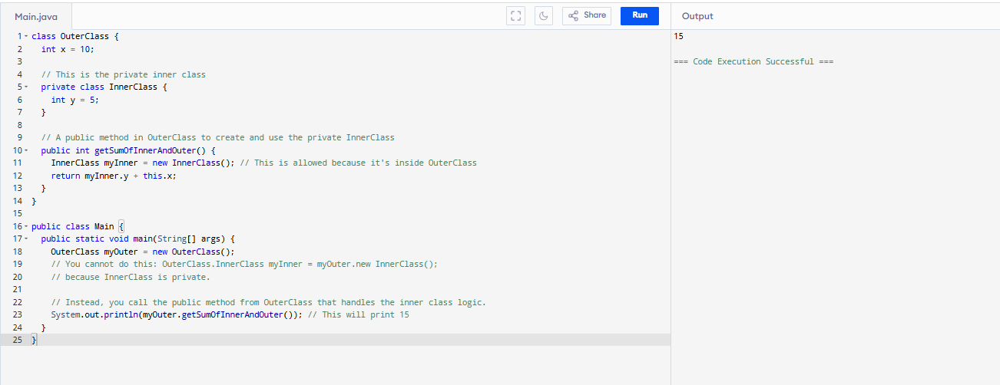 Main.java
Share
Run
Output
1 class OuterClass {
2   int x = 10;
3
4   // This is the private inner class
5   private class InnerClass {
6     int y = 5;
7   }
8
9   // A public method in OuterClass to create and use the private InnerClass
10   public int getSumOfInnerAndOuter() {
11     InnerClass myInner = new InnerClass(); // This is allowed because it's inside OuterClass
12     return myInner.y + this.x;
13   }
14 }
15
16 public class Main {
17   public static void main(String[] args) {
18     OuterClass myOuter = new OuterClass();
19     // You cannot do this: OuterClass.InnerClass myInner = myOuter.new InnerClass();
20     // because InnerClass is private.
21
22     // Instead, you call the public method from OuterClass that handles the inner class logic.
23     System.out.println(myOuter.getSumOfInnerAndOuter()); // This will print 15
24   }
25 }
15
=== Code Execution Successful ===